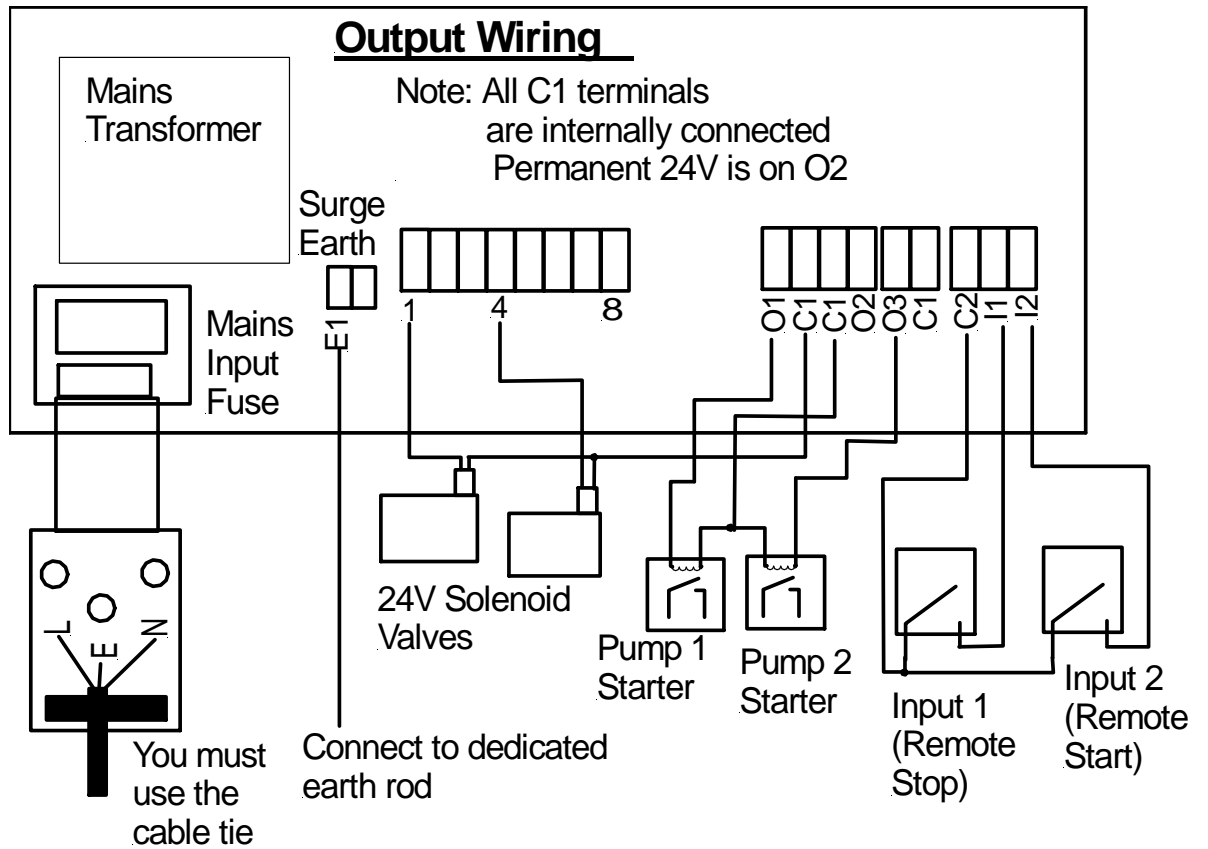 Output Wiring
Mains
Transformer
Note: All C1 terminals
are internally connected
Permanent 24V is on O2
Surge
Earth
1
4
8
E1
O1
C1
C1
O2
O3
C1
C2
I1
I2
Mains
Input
Fuse
L
E
N
24V Solenoid
Valves
Pump 1
Starter
Pump 2
Starter
Input 1
(Remote
Stop)
Input 2
(Remote
Start)
You must
use the
cable tie
Connect to dedicated
earth rod